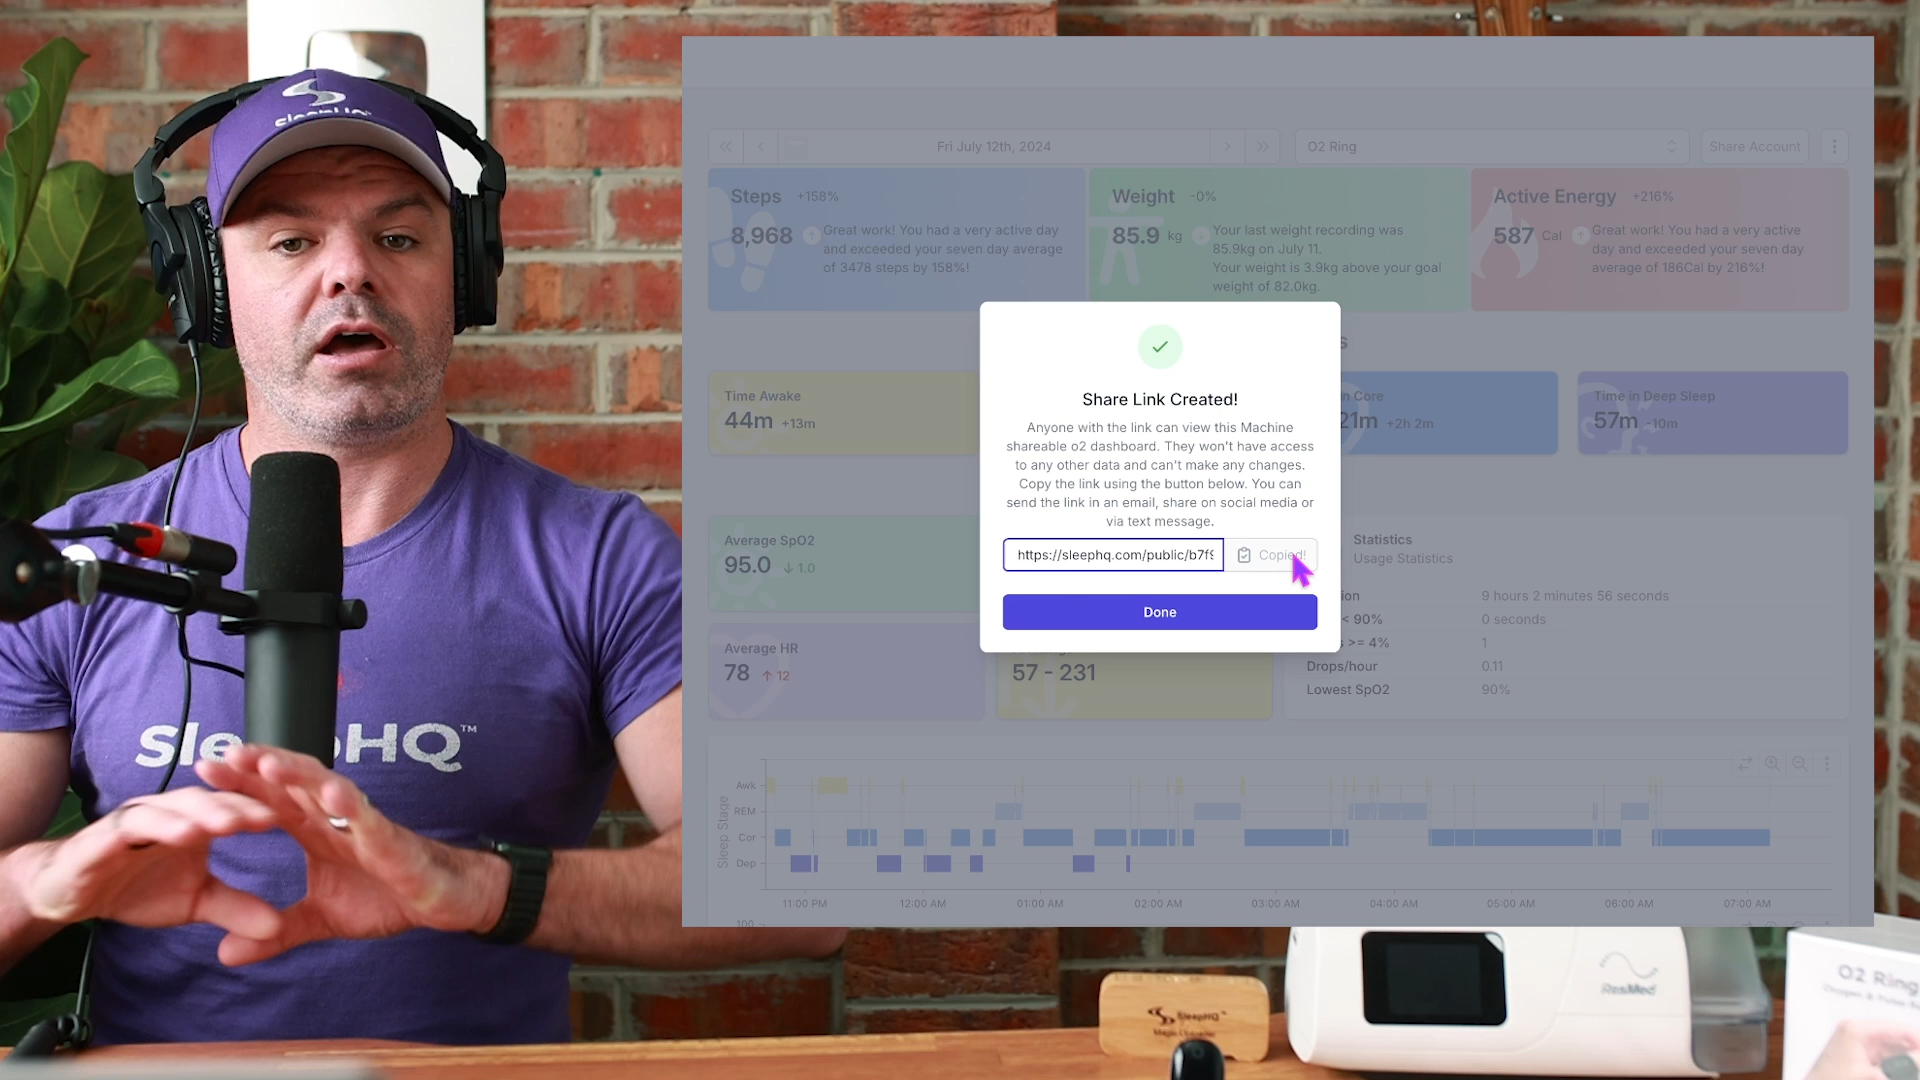 SleepHQ™
SleepHQ™
Fri July 12th, 2024
O2 Ring
Share Account
Steps +158%
8,968
Great work! You had a very active day
and exceeded your seven day average
of 3478 steps by 158%!
Weight -0%
85.9 kg
Your last weight recording was
85.9kg on July 11.
Your weight is 3.9kg above your goal
weight of 82.0kg.
Active Energy +216%
587 Cal
Great work! You had a very active day
and exceeded your seven day
average of 186Cal by 216%!
Time Awake
44m +13m
n Core
21m +2h 2m
Time in Deep Sleep
57m -10m
Share Link Created!
Anyone with the link can view this Machine
shareable o2 dashboard. They won't have access
to any other data and can't make any changes.
Copy the link using the button below. You can
send the link in an email, share on social media or
via text message.
https://sleephq.com/public/b7f9
Copied!
Done
Average SpO2
95.0 ↓ 1.0
Average HR
78 ↑ 12
57 - 231
Statistics
Usage Statistics
ion 9 hours 2 minutes 56 seconds
< 90% 0 seconds
>= 4% 1
Drops/hour 0.11
Lowest SpO2 90%
Sleep Stage
Awk
REM
Cor
Dep
11:00 PM 12:00 AM 01:00 AM 02:00 AM 03:00 AM 04:00 AM 05:00 AM 06:00 AM 07:00 AM
100
SleepHQ™
Magic Uploader
ResMed
O2 Ring